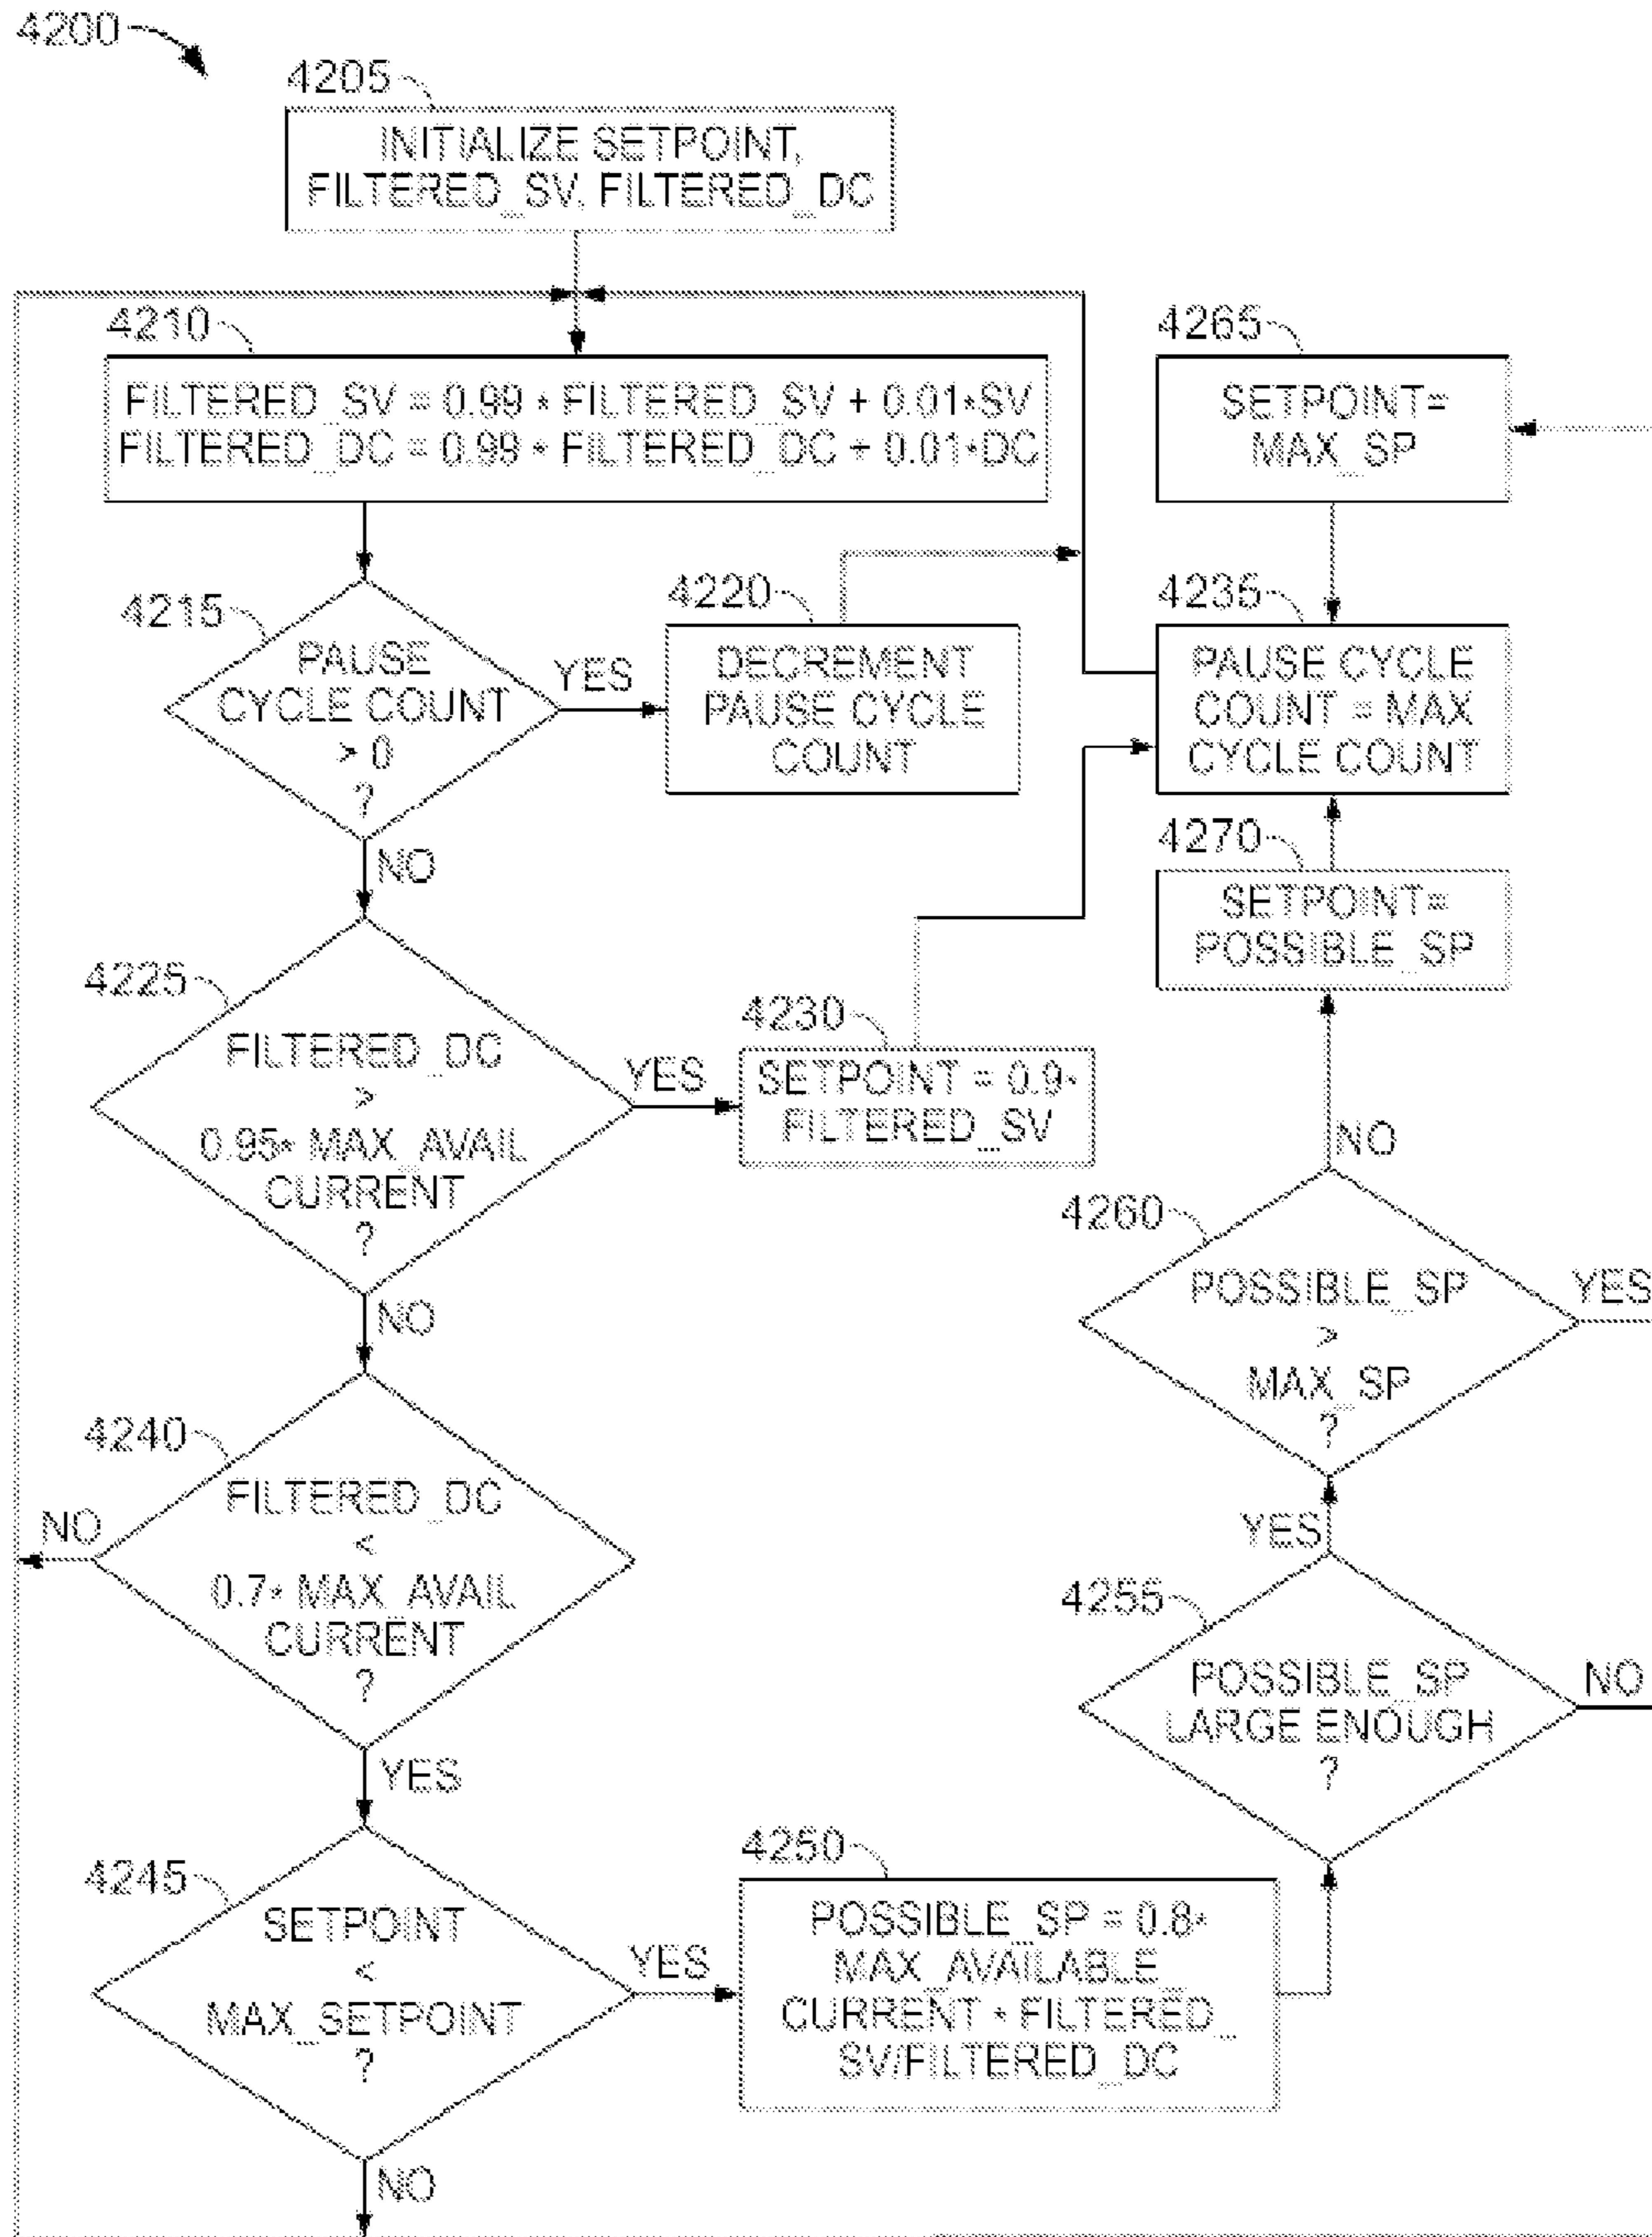 4200
4205
INITIALIZE SETPOINT,
FILTERED_SV, FILTERED_DC
4210
FILTERED_SV = 0.99 * FILTERED_SV + 0.01*SV
FILTERED_DC = 0.99 * FILTERED_DC + 0.01*DC
4265
SETPOINT=
MAX_SP
4215
PAUSE
CYCLE COUNT
> 0
?
YES
NO
4220
DECREMENT
PAUSE CYCLE
COUNT
4235
PAUSE CYCLE
COUNT = MAX
CYCLE COUNT
4270
SETPOINT=
POSSIBLE_SP
4225
FILTERED_DC
>
0.95* MAX_AVAIL
CURRENT
?
YES
NO
4230
SETPOINT = 0.9*
FILTERED_SV
NO
4260
POSSIBLE_SP
>
MAX_SP
?
YES
4240
FILTERED_DC
<
0.7* MAX_AVAIL
CURRENT
?
NO
YES
YES
4255
POSSIBLE_SP
LARGE ENOUGH
?
NO
4245
SETPOINT
<
MAX_SETPOINT
?
YES
NO
4250
POSSIBLE_SP = 0.8*
MAX_AVAILABLE_
CURRENT * FILTERED_
SV/FILTERED_DC